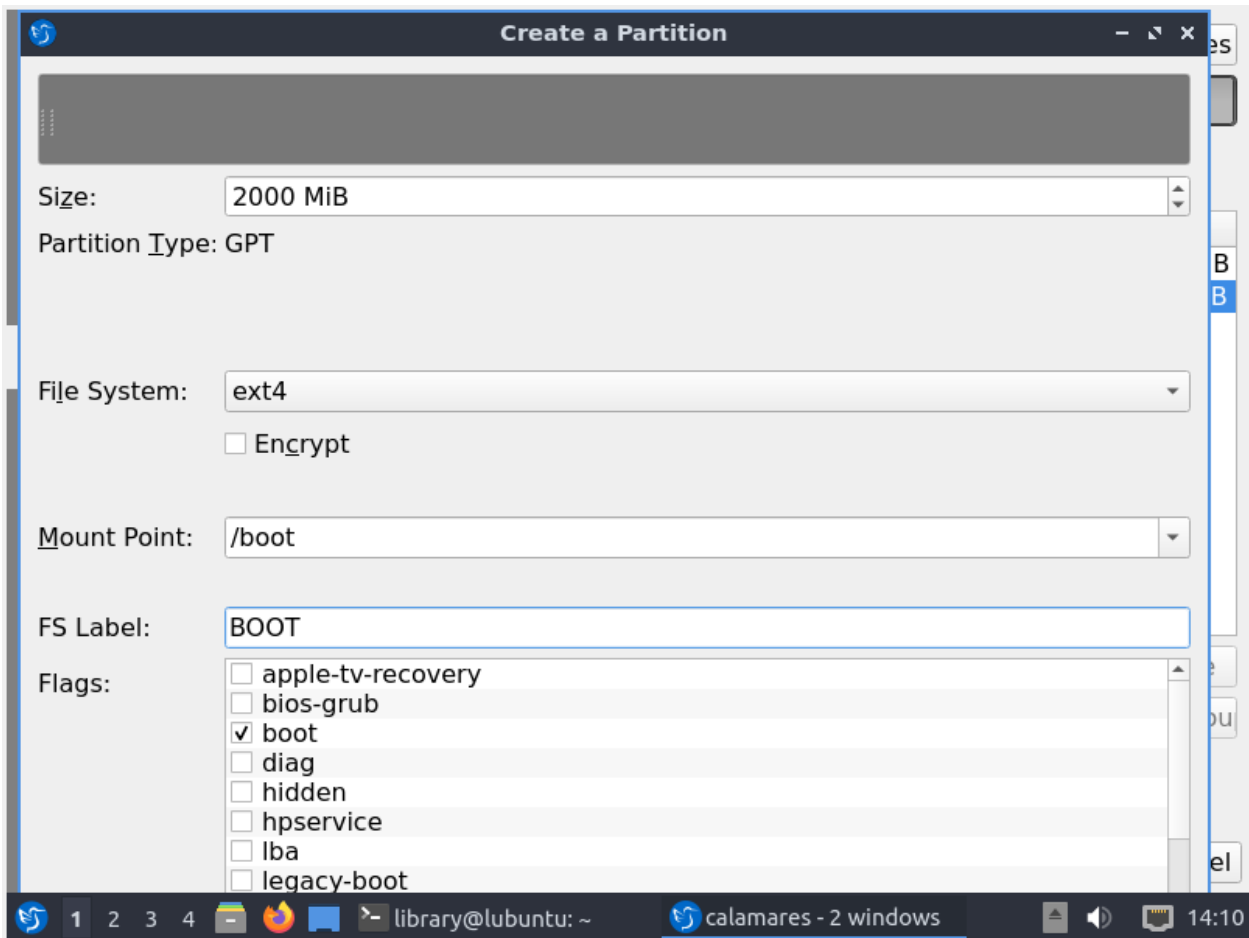 Create a Partition
es
Size: 2000 MiB
Partition Type: GPT
B
B
File System: ext4
Encrypt
Mount Point: /boot
FS Label: BOOT
Flags: apple-tv-recovery
bios-grub
boot
diag
hidden
hpservice
lba
el
legacy-boot
1 2 3 4 library@lubuntu: ~ calamares - 2 windows 14:10